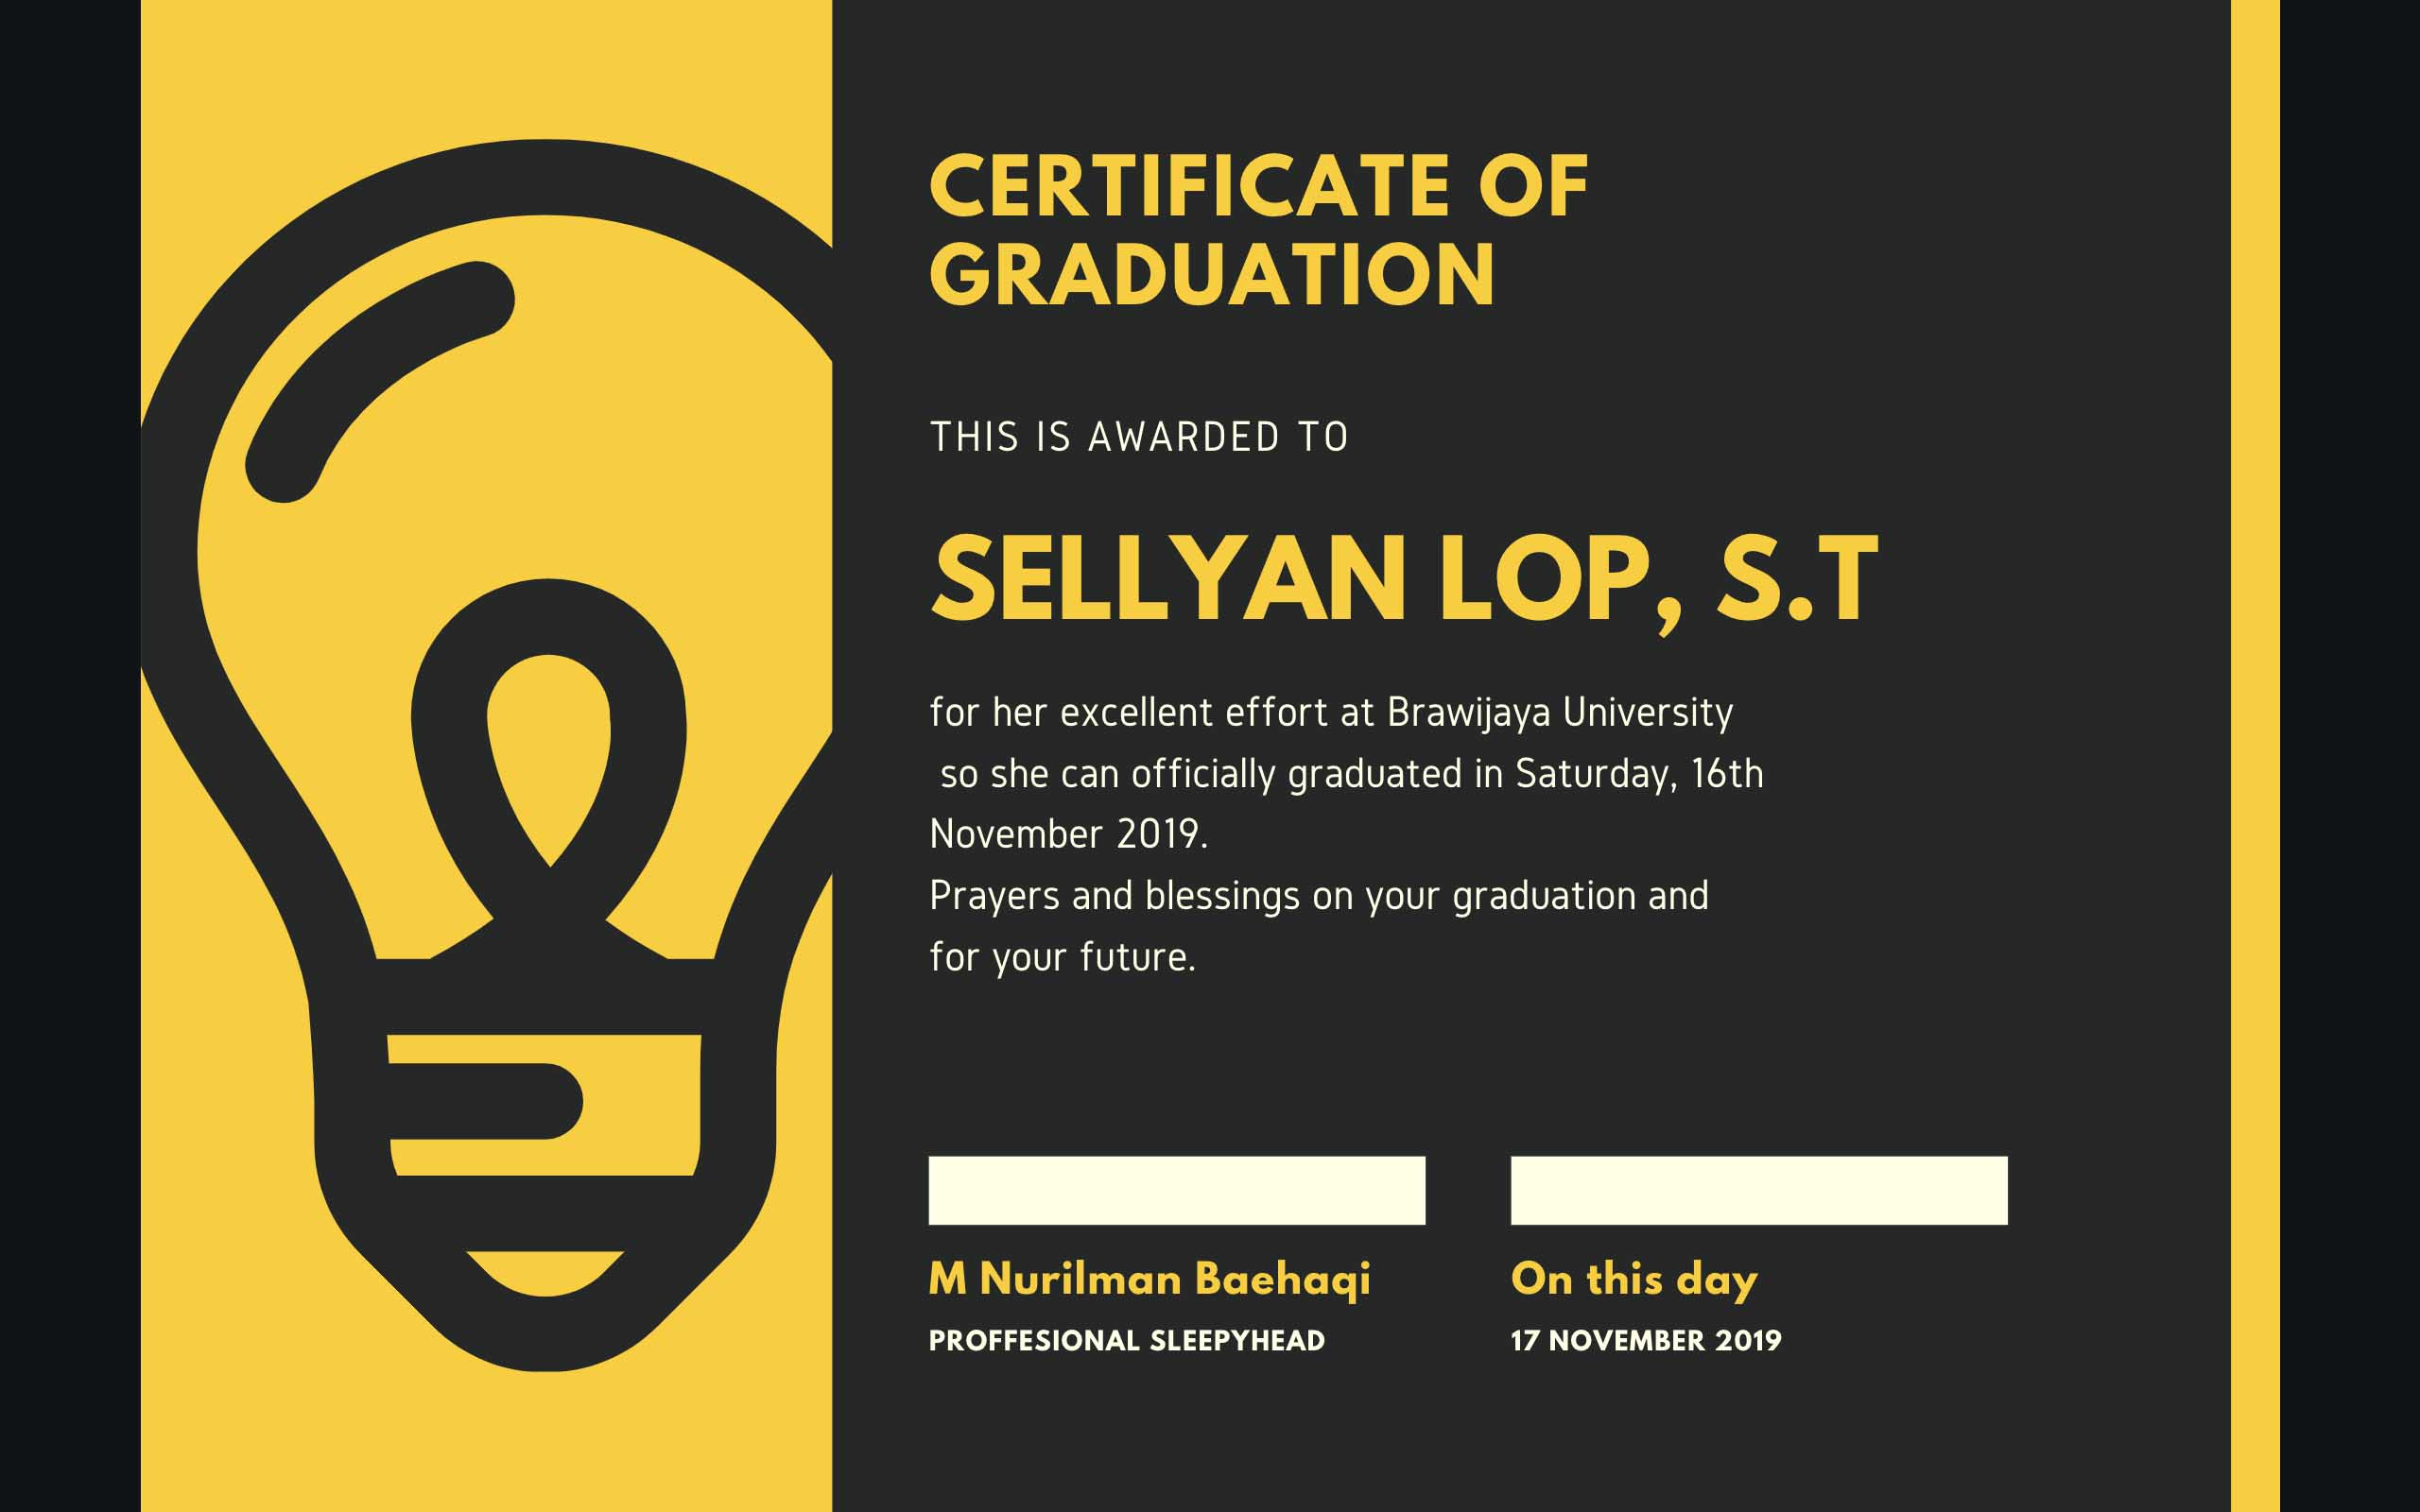 CERTIFICATE OF
GRADUATION
THIS IS AWARDED TO
SELLYAN LOP, S.T
for her excellent effort at Brawijaya University
so she can officially graduated in Saturday, 16th
November 2019.
Prayers and blessings on your graduation and
for your future.
M Nurilman Baehaqi
PROFFESIONAL SLEEPYHEAD
On this day
17 NOVEMBER 2019